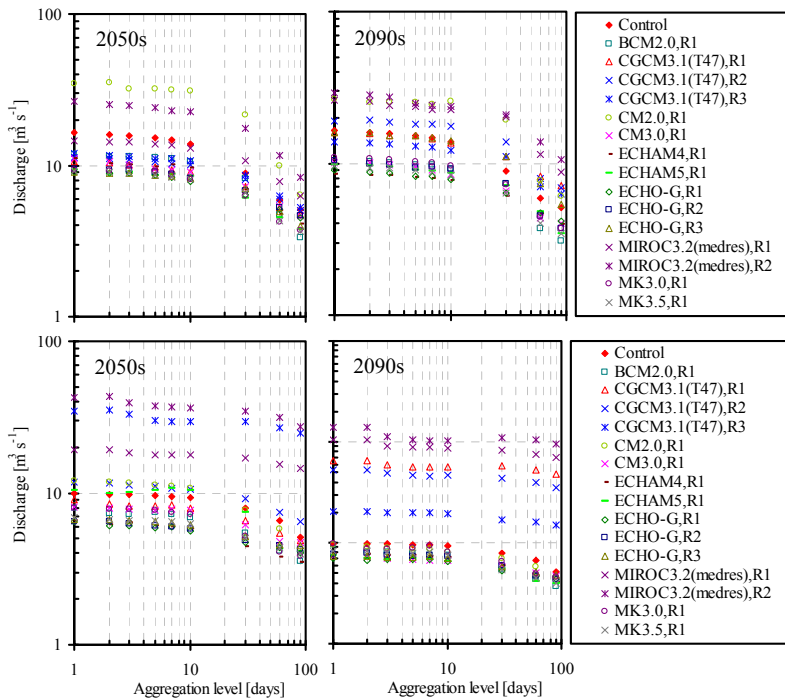 100
10
1
Discharge [m³ s⁻¹]
2050s
2090s
Control
BCM2.0,R1
CGCM3.1(T47),R1
CGCM3.1(T47),R2
CGCM3.1(T47),R3
CM2.0,R1
CM3.0,R1
ECHAM4,R1
ECHAM5,R1
ECHO-G,R1
ECHO-G,R2
ECHO-G,R3
MIROC3.2(medres),R1
MIROC3.2(medres),R2
MK3.0,R1
MK3.5,R1
100
10
1
Discharge [m³ s⁻¹]
2050s
1 10 100
Aggregation level [days]
2090s
1 10 100
Aggregation level [days]
Control
BCM2.0,R1
CGCM3.1(T47),R1
CGCM3.1(T47),R2
CGCM3.1(T47),R3
CM2.0,R1
CM3.0,R1
ECHAM4,R1
ECHAM5,R1
ECHO-G,R1
ECHO-G,R2
ECHO-G,R3
MIROC3.2(medres),R1
MIROC3.2(medres),R2
MK3.0,R1
MK3.5,R1